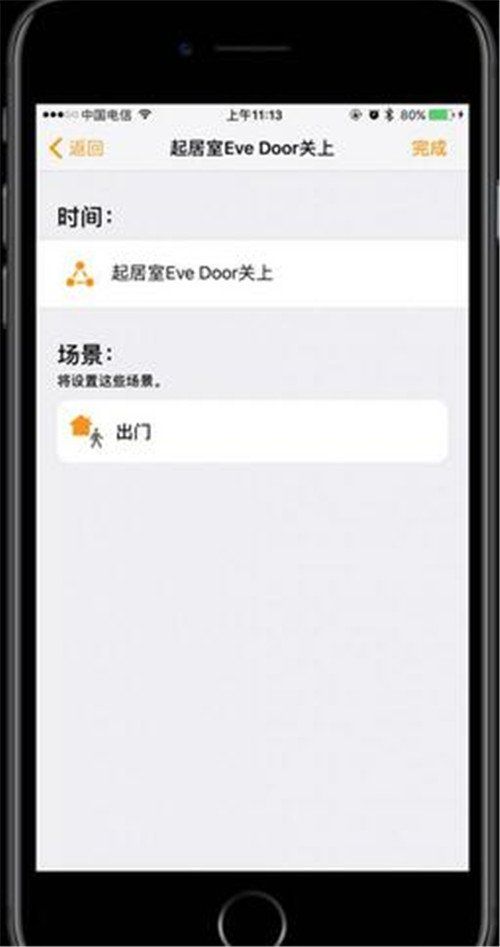 中国电信 上午11:13 80%
返回 起居室Eve Door关上 完成
时间：
起居室Eve Door关上
场景：
将设置这些场景。
出门